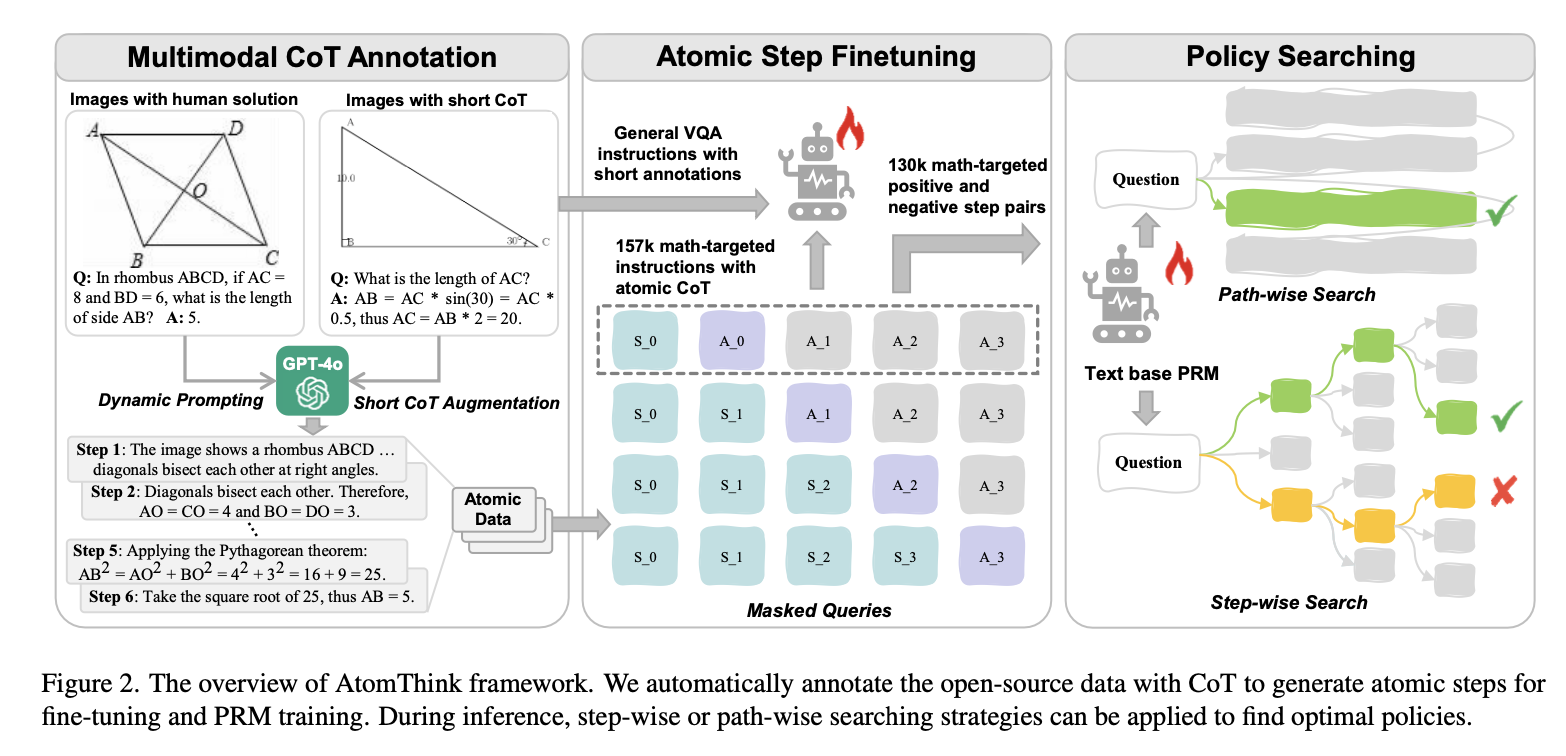 Multimodal CoT Annotation
Images with human solution
Images with short CoT
A
D
O
B
C
A
10.0
B
30°
C
Q: In rhombus ABCD, if AC =
8 and BD = 6, what is the length
of side AB? A: 5.
Q: What is the length of AC?
A: AB = AC * sin(30) = AC *
0.5, thus AC = AB * 2 = 20.
GPT-4o
Dynamic Prompting
Short CoT Augmentation
Step 1: The image shows a rhombus ABCD …
diagonals bisect each other at right angles.
Step 2: Diagonals bisect each other. Therefore,
AO = CO = 4 and BO = DO = 3.
Step 5: Applying the Pythagorean theorem:
AB² = AO² + BO² = 4² + 3² = 16 + 9 = 25.
Step 6: Take the square root of 25, thus AB = 5.
Atomic
Data
Atomic Step Finetuning
General VQA
instructions with
short annotations
130k math-targeted
positive and
negative step pairs
157k math-targeted
instructions with
atomic CoT
S_0 A_0 A_1 A_2 A_3
S_0 S_1 A_1 A_2 A_3
S_0 S_1 S_2 A_2 A_3
S_0 S_1 S_2 S_3 A_3
Masked Queries
Policy Searching
Question
Path-wise Search
Text base PRM
Question
Step-wise Search
Figure 2. The overview of AtomThink framework. We automatically annotate the open-source data with CoT to generate atomic steps for
fine-tuning and PRM training. During inference, step-wise or path-wise searching strategies can be applied to find optimal policies.